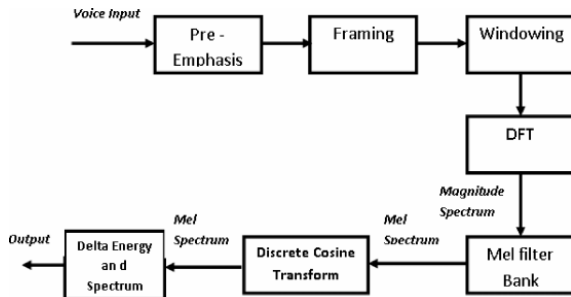 Voice Input
Pre -
Emphasis
Framing
Windowing
DFT
Magnitude
Spectrum
Mel filter
Bank
Mel
Spectrum
Discrete Cosine
Transform
Mel
Spectrum
Delta Energy
an d
Spectrum
Output